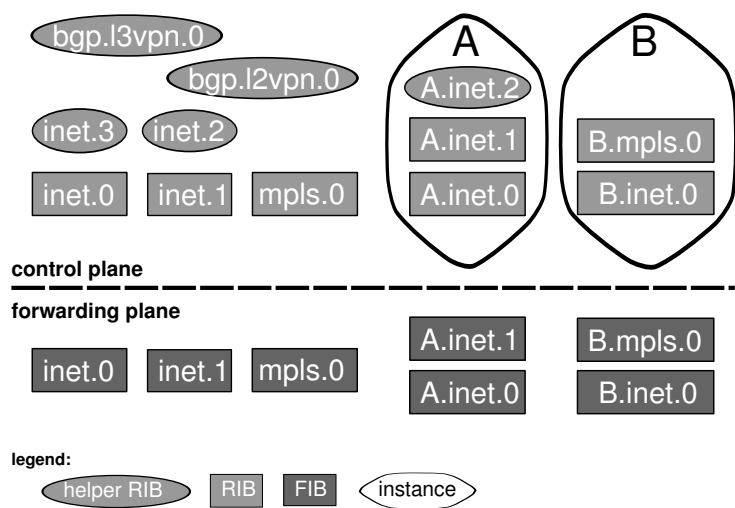 bgp.l3vpn.0
A
B
bgp.l2vpn.0
A.inet.2
inet.3 inet.2
A.inet.1
B.mpls.0
inet.0 inet.1 mpls.0
A.inet.0
B.inet.0
control plane
forwarding plane
A.inet.1
B.mpls.0
inet.0 inet.1 mpls.0
A.inet.0
B.inet.0
legend:
helper RIB RIB FIB instance